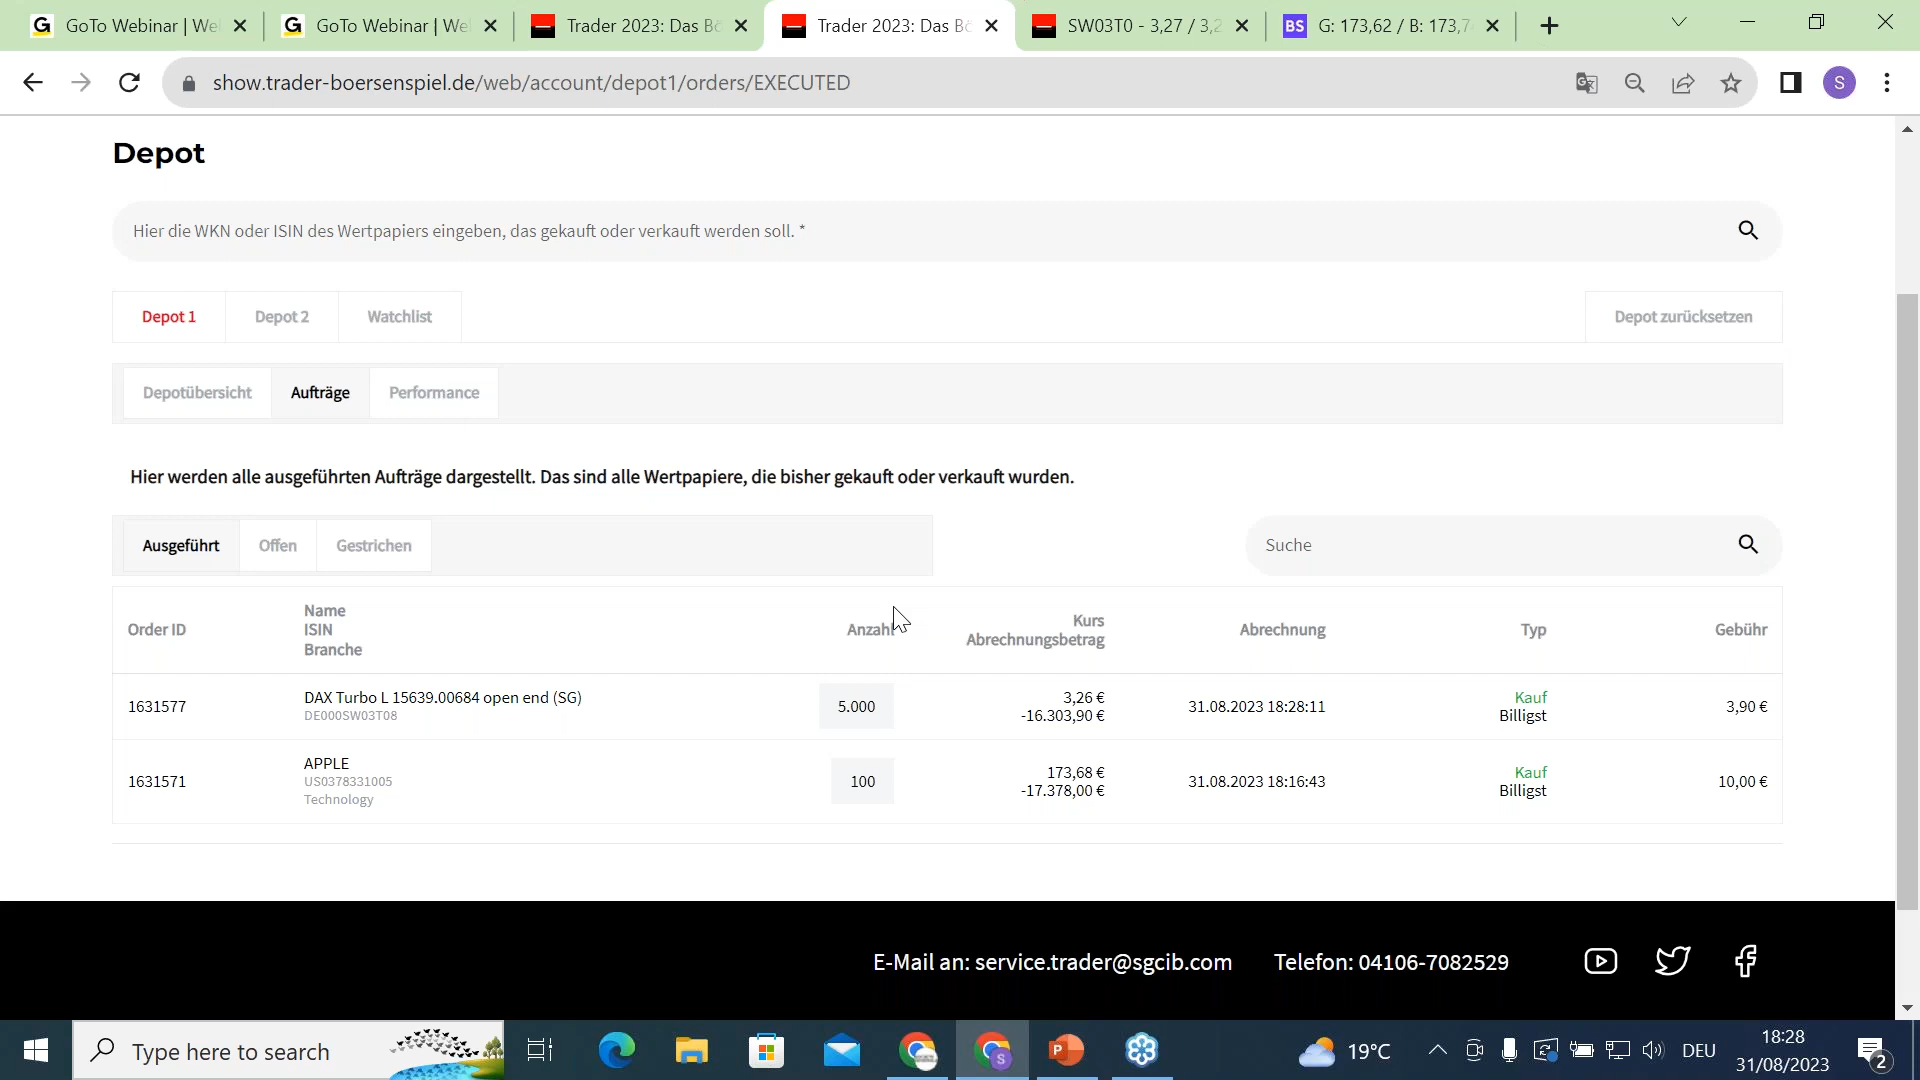 GoTo Webinar | We
GoTo Webinar | We
Trader 2023: Das Bö
Trader 2023: Das Bö
SW03T0 - 3,27 / 3,2
BS
G: 173,62 / B: 173,7
show.trader-boersenspiel.de/web/account/depot1/orders/EXECUTED
S
Depot
Hier die WKN oder ISIN des Wertpapiers eingeben, das gekauft oder verkauft werden soll. *
Depot 1
Depot 2
Watchlist
Depot zurücksetzen
Depotübersicht
Aufträge
Performance
Hier werden alle ausgeführten Aufträge dargestellt. Das sind alle Wertpapiere, die bisher gekauft oder verkauft wurden.
Ausgeführt
Offen
Gestrichen
Suche
Order ID
Name
ISIN
Branche
Anzahl
Kurs
Abrechnungsbetrag
Abrechnung
Typ
Gebühr
1631577
DAX Turbo L 15639.00684 open end (SG)
DE000SW03T08
5.000
3,26 €
-16.303,90 €
31.08.2023 18:28:11
Kauf
Billigst
3,90 €
1631571
APPLE
US0378331005
Technology
100
173,68 €
-17.378,00 €
31.08.2023 18:16:43
Kauf
Billigst
10,00 €
E-Mail an: service.trader@sgcib.com
Telefon: 04106-7082529
Type here to search
19°C
DEU
18:28
31/08/2023
2